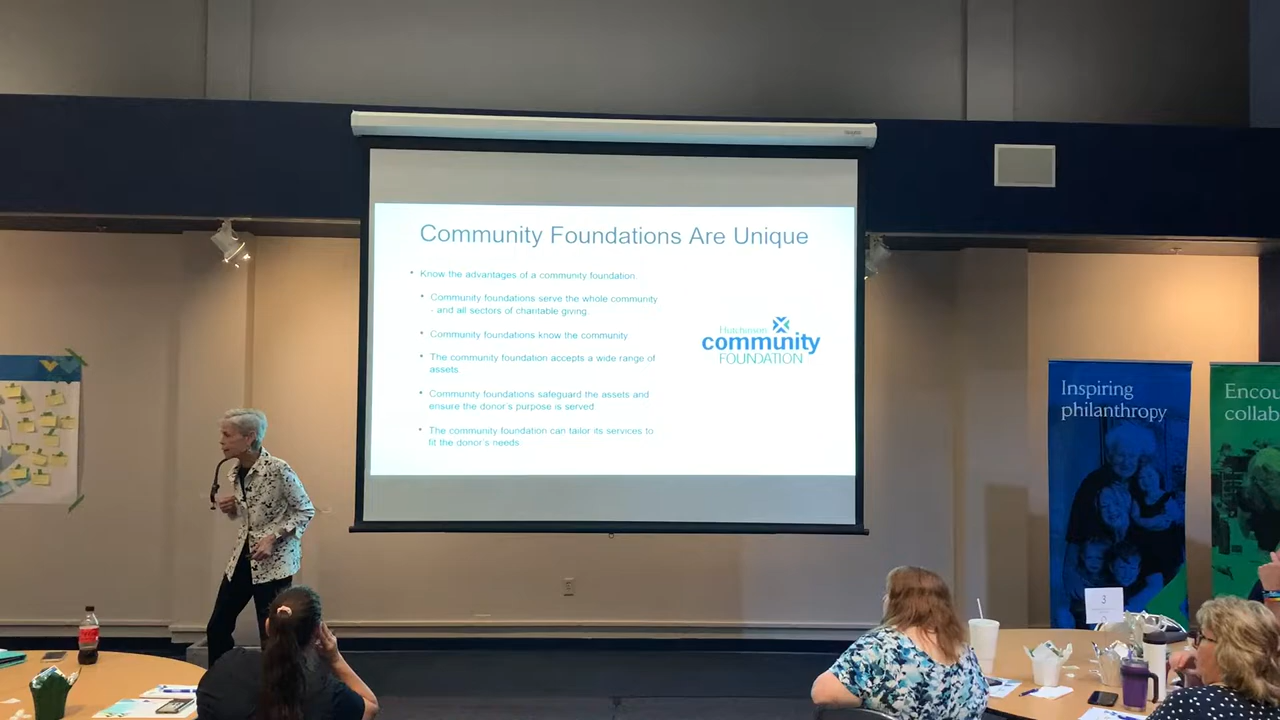 Community Foundations Are Unique
• Know the advantages of a community foundation.
• Community foundations serve the whole community
- and all sectors of charitable giving.
• Community foundations know the community
• The community foundation accepts a wide range of
assets
• Community foundations safeguard the assets and
ensure the donor's purpose is served
• The community foundation can tailor its services to
fit the donor's needs.
Hutchinson
community
FOUNDATION
Inspiring
philanthropy
Encou
collab
3